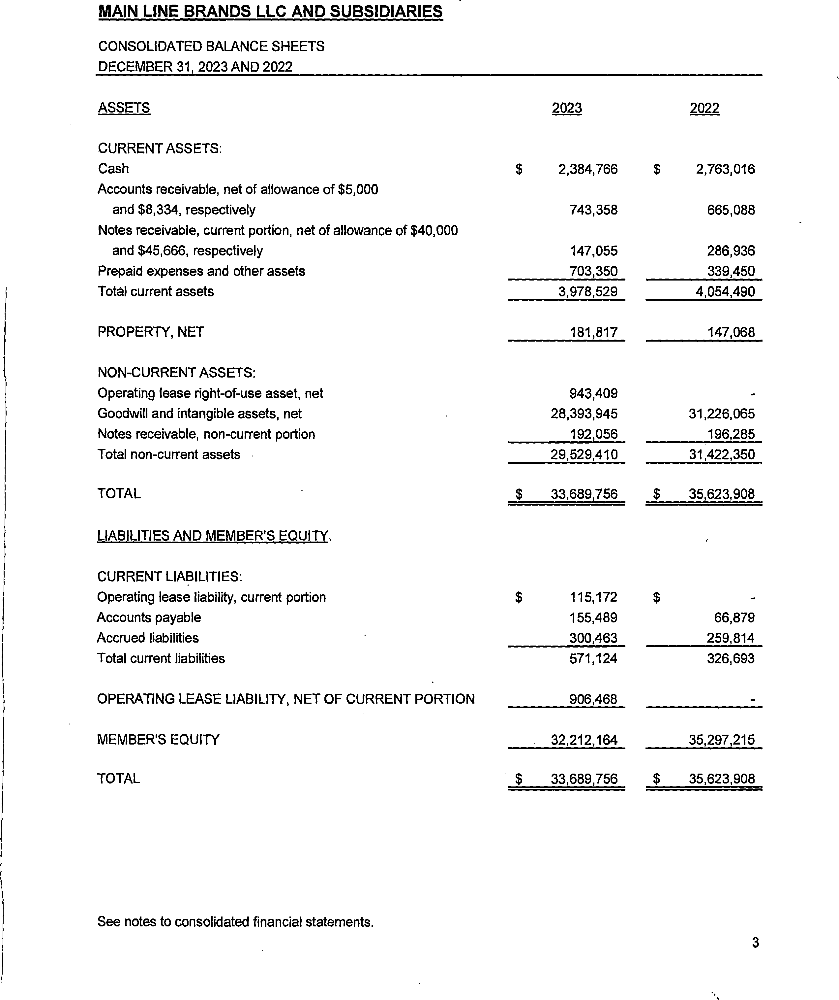 MAIN LINE BRANDS LLC AND SUBSIDIARIES
CONSOLIDATED BALANCE SHEETS
DECEMBER 31, 2023 AND 2022
ASSETS 2023 2022
CURRENT ASSETS:
Cash $ 2,384,766 $ 2,763,016
Accounts receivable, net of allowance of $5,000
and $8,334, respectively 743,358 665,088
Notes receivable, current portion, net of allowance of $40,000
and $45,666, respectively 147,055 286,936
Prepaid expenses and other assets 703,350 339,450
Total current assets 3,978,529 4,054,490
PROPERTY, NET 181,817 147,068
NON-CURRENT ASSETS:
Operating lease right-of-use asset, net 943,409 -
Goodwill and intangible assets, net 28,393,945 31,226,065
Notes receivable, non-current portion 192,056 196,285
Total non-current assets 29,529,410 31,422,350
TOTAL $ 33,689,756 $ 35,623,908
LIABILITIES AND MEMBER'S EQUITY
CURRENT LIABILITIES:
Operating lease liability, current portion $ 115,172 $ -
Accounts payable 155,489 66,879
Accrued liabilities 300,463 259,814
Total current liabilities 571,124 326,693
OPERATING LEASE LIABILITY, NET OF CURRENT PORTION 906,468 -
MEMBER'S EQUITY 32,212,164 35,297,215
TOTAL $ 33,689,756 $ 35,623,908
See notes to consolidated financial statements.
3